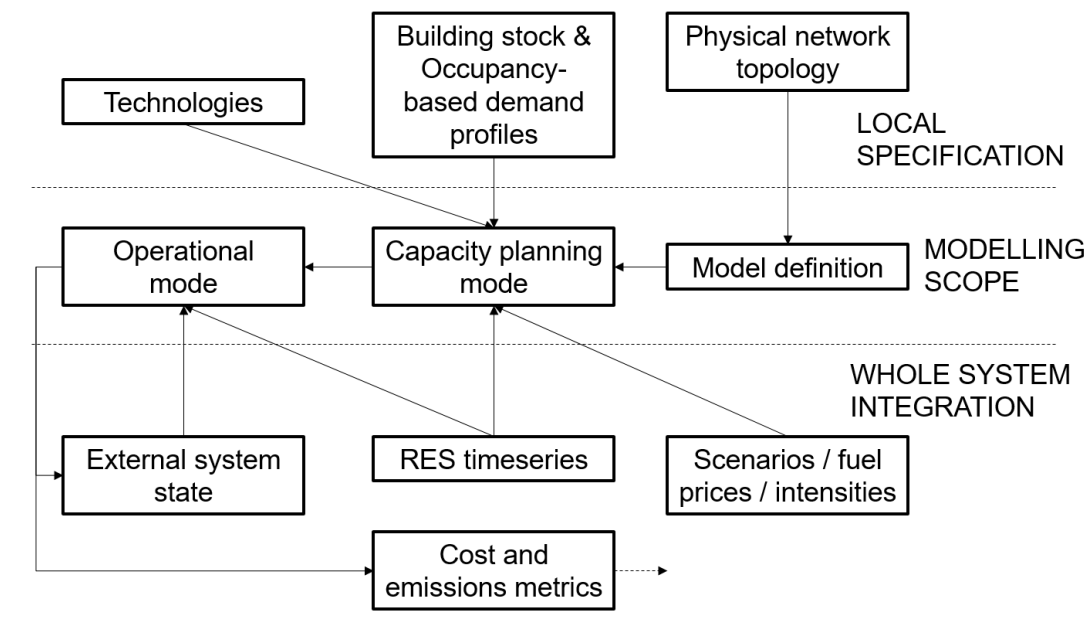 Building stock &
Occupancy-
based demand
profiles
Physical network
topology
Technologies
LOCAL
SPECIFICATION
Operational
mode
Capacity planning
mode
Model definition
MODELLING
SCOPE
WHOLE SYSTEM
INTEGRATION
External system
state
RES timeseries
Scenarios / fuel
prices / intensities
Cost and
emissions metrics